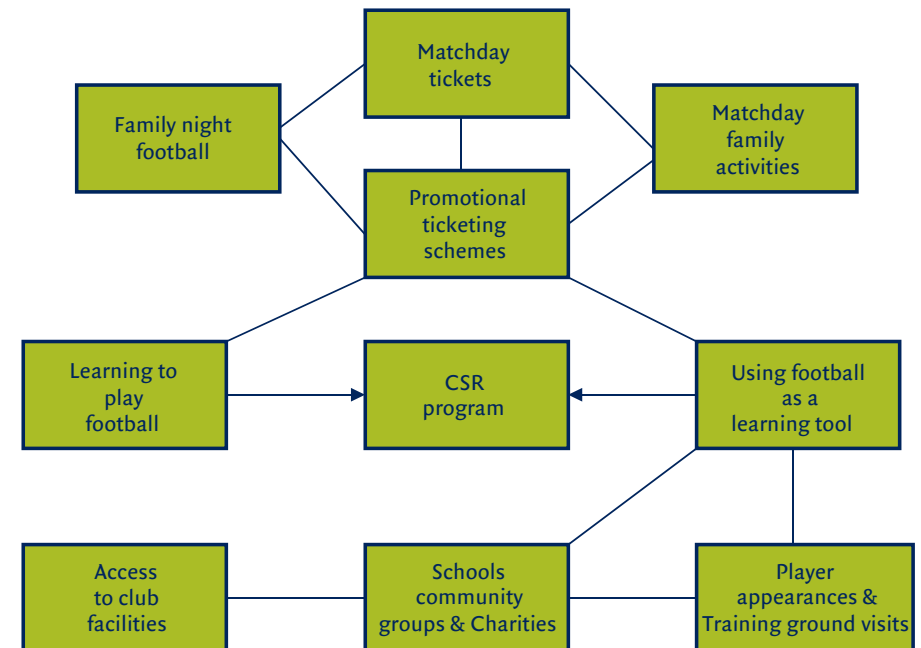 Matchday
tickets
Family night
football
Matchday
family
activities
Promotional
ticketing
schemes
Learning to
play
football
CSR
program
Using football
as a
learning tool
Access
to club
facilities
Schools
community
groups & Charities
Player
appearances &
Training ground visits